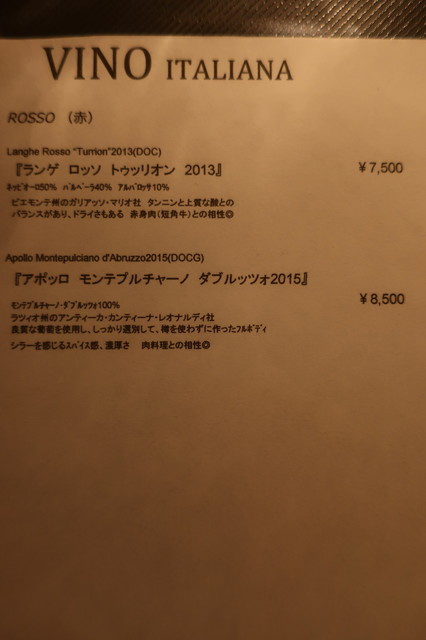 VINO ITALIANA
ROSSO （赤）
Langhe Rosso “Turrion”2013(DOC)
『ランゲ ロッソ トゥッリオン 2013』 ￥7,500
ﾈｯﾋﾞｵｰﾛ50% ﾊﾞﾙﾍﾞｰﾗ40% ｱﾙﾊﾞﾛｯｻ10%
ピエモンテ州のガリアッソ・マリオ社 タンニンと上質な酸との
バランスがあり、ドライさもある 赤身肉（短角牛）との相性◎
Apollo Montepulciano d'Abruzzo2015(DOCG)
『アポッロ モンテプルチャーノ ダブルッツォ2015』
￥8,500
ﾓﾝﾃﾌﾟﾙﾁｬｰﾉ・ﾀﾞﾌﾞﾙｯﾂｫ100%
ラツィオ州のアンティーカ・カンティーナ・レオナルディ社
良質な葡萄を使用し、しっかり選別して、樽を使わずに作ったﾌﾙﾎﾞﾃﾞｨ
シラーを感じるｽﾊﾟｲｽ感、濃厚さ 肉料理との相性◎